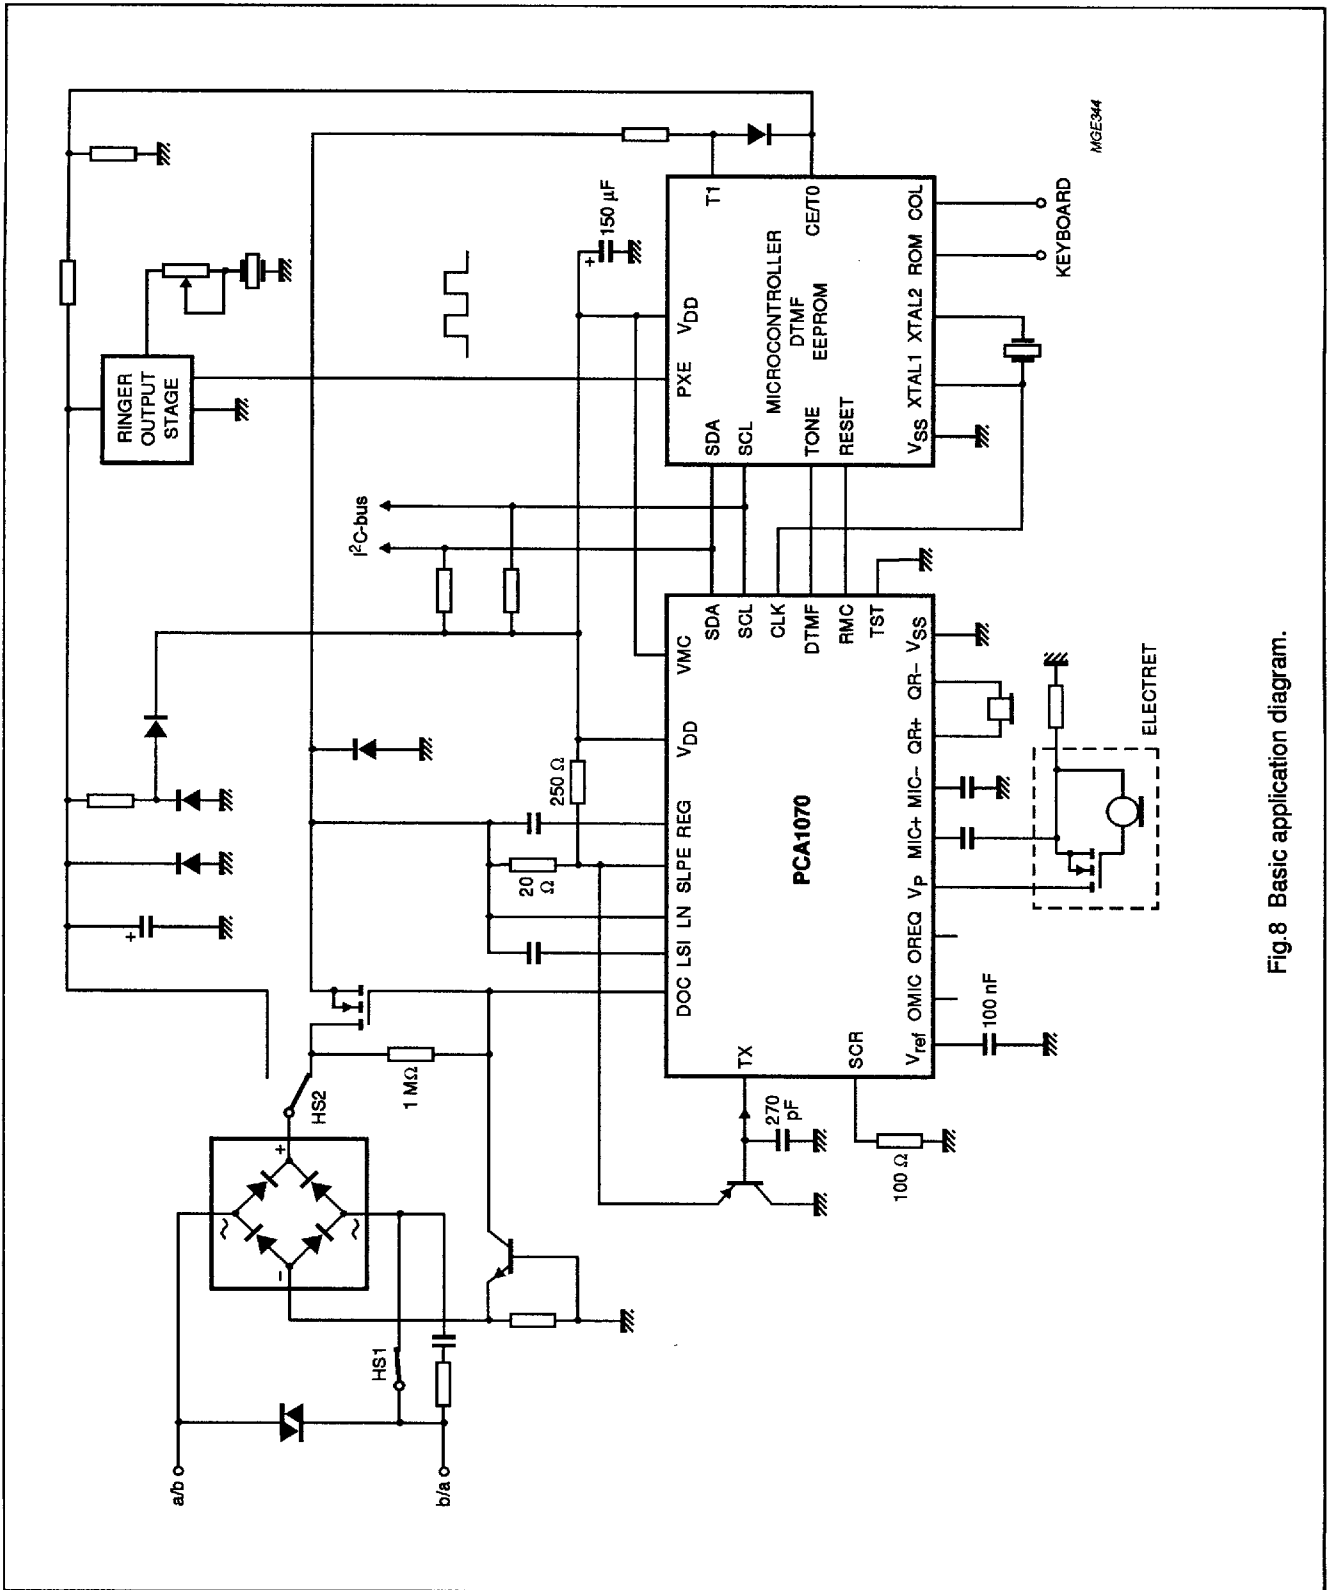 a/b
b/a
HS1
HS2
1 MΩ
+
−
~
~
+
RINGER
OUTPUT
STAGE
I²C-bus
+
150 µF
20
Ω
250 Ω
DOC LSI LN SLPE REG VDD VMC
TX
SCR
PCA1070
SDA
SCL
CLK
DTMF
RMC
TST
Vref OMIC OREQ VP MIC+ MIC− QR+ QR− VSS
270
pF
100 Ω
100 nF
ELECTRET
PXE VDD T1
SDA
SCL
TONE
RESET
MICROCONTROLLER
DTMF
EEPROM
CE/T0
VSS XTAL1 XTAL2 ROM COL
KEYBOARD
MGE344
Fig.8 Basic application diagram.